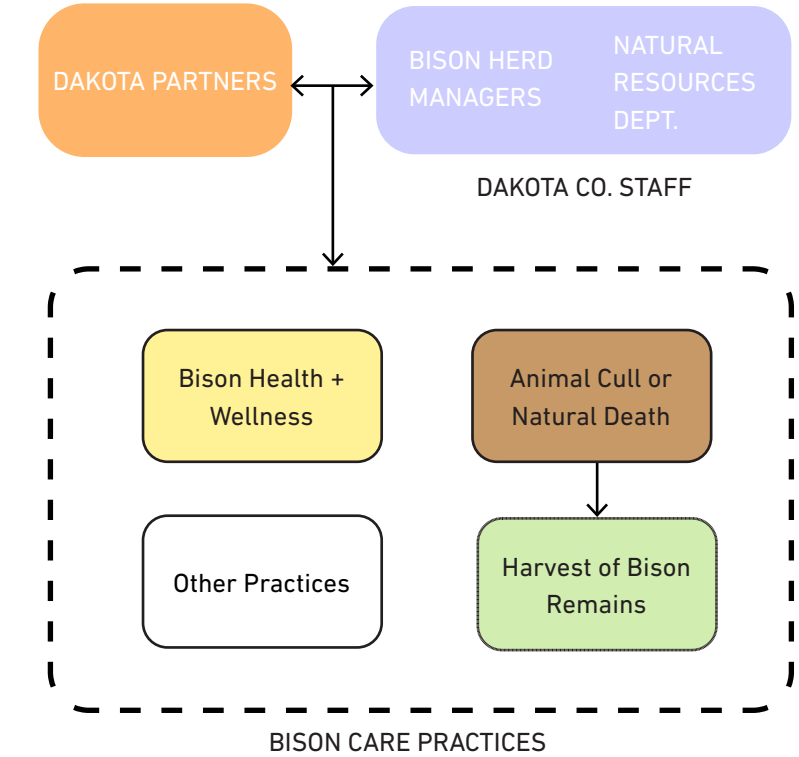 DAKOTA PARTNERS
BISON HERD
MANAGERS
NATURAL
RESOURCES
DEPT.
DAKOTA CO. STAFF
Bison Health +
Wellness
Animal Cull or
Natural Death
Other Practices
Harvest of Bison
Remains
BISON CARE PRACTICES